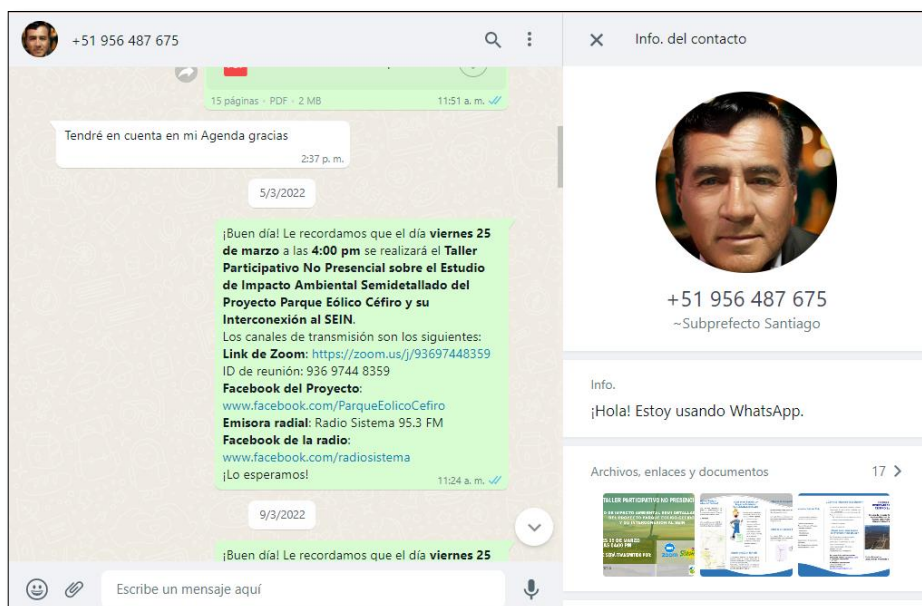 +51 956 487 675
15 páginas · PDF · 2 MB
11:51 a. m.
Tendré en cuenta en mi Agenda gracias
2:37 p. m.
5/3/2022
¡Buen día! Le recordamos que el día viernes 25
de marzo a las 4:00 pm se realizará el Taller
Participativo No Presencial sobre el Estudio
de Impacto Ambiental Semidetallado del
Proyecto Parque Eólico Céfiro y su
Interconexión al SEIN.
Los canales de transmisión son los siguientes:
Link de Zoom: https://zoom.us/j/93697448359
ID de reunión: 936 9744 8359
Facebook del Proyecto:
www.facebook.com/ParqueEolicoCefiro
Emisora radial: Radio Sistema 95.3 FM
Facebook de la radio:
www.facebook.com/radiosistema
¡Lo esperamos!
11:24 a. m.
9/3/2022
¡Buen día! Le recordamos que el día viernes 25
Escribe un mensaje aquí
Info. del contacto
+51 956 487 675
~Subprefecto Santiago
Info.
¡Hola! Estoy usando WhatsApp.
Archivos, enlaces y documentos
17
TALLER PARTICIPATIVO NO PRESENC
zoom